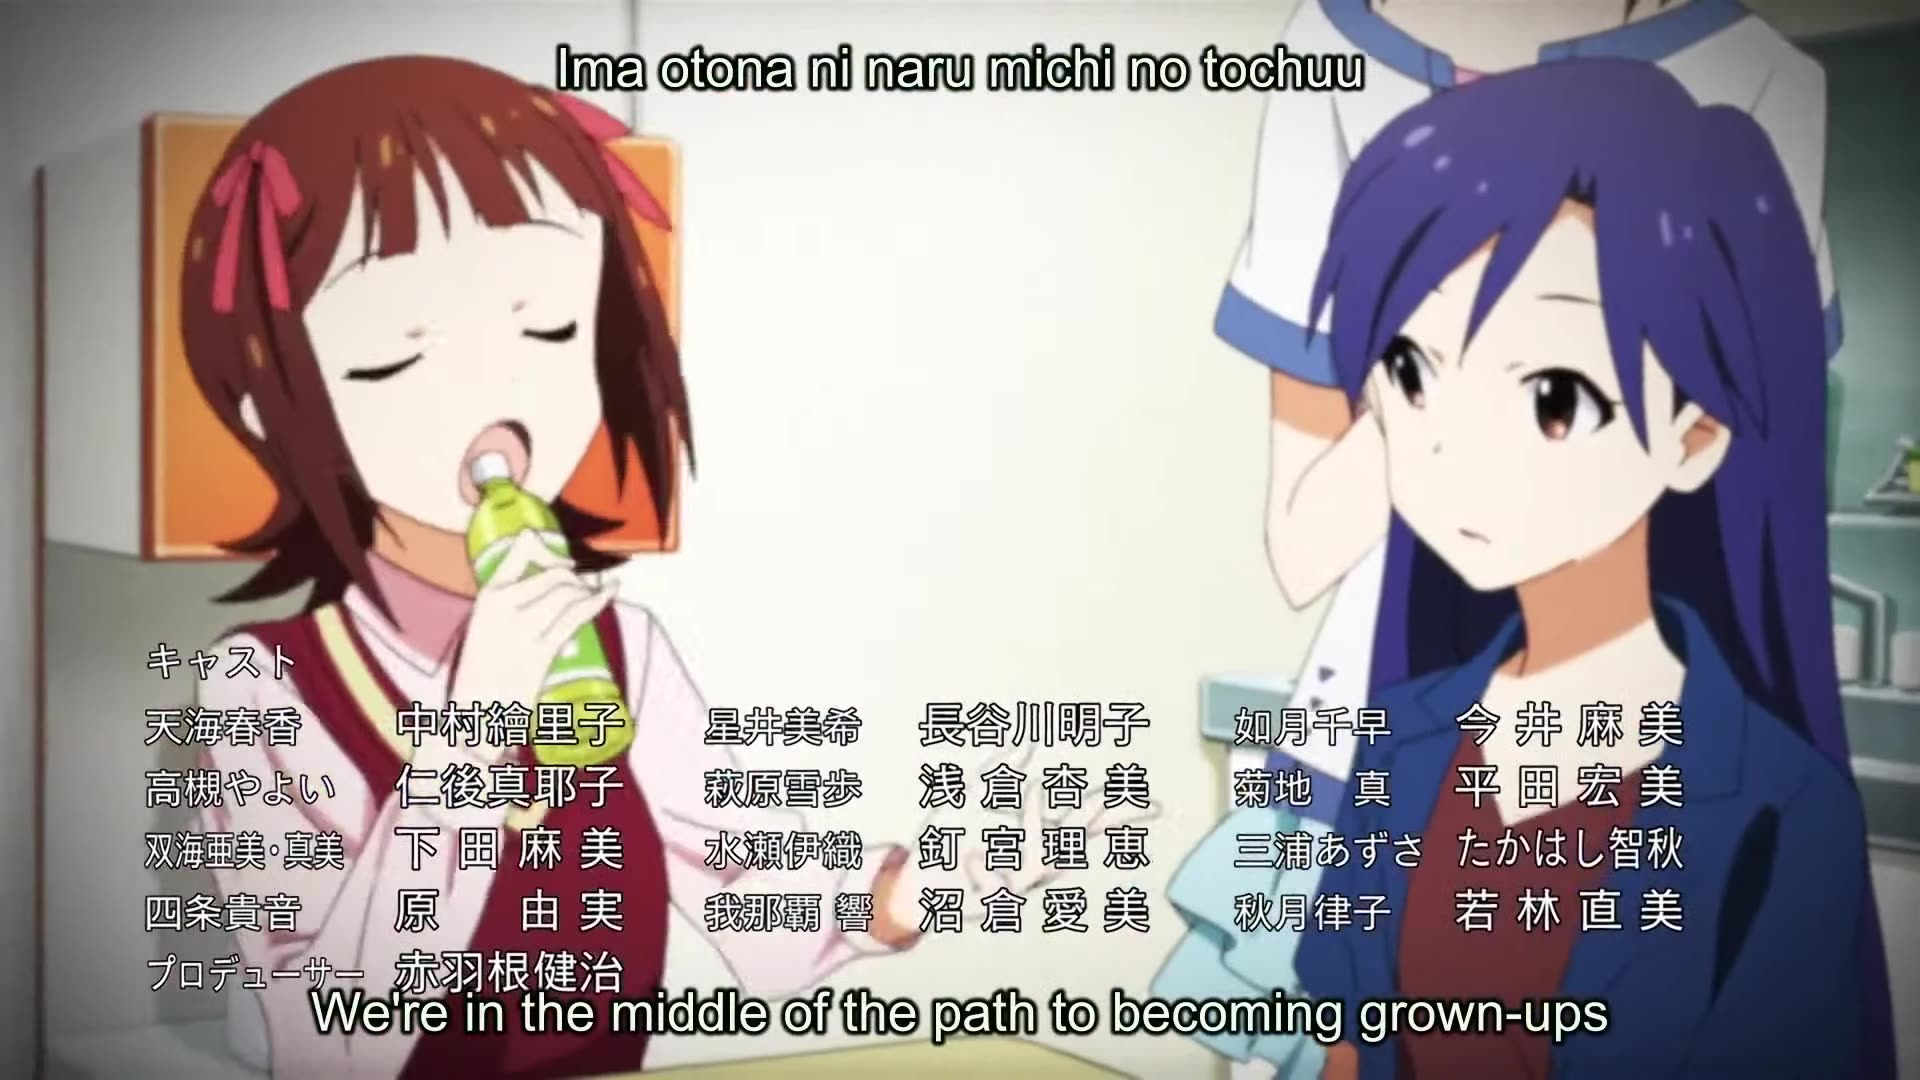 Ima otona ni naru michi no tochuu
キャスト
天海春香 中村繪里子 星井美希 長谷川明子 如月千早 今井麻美
高槻やよい 仁後真耶子 萩原雪歩 浅倉杏美 菊地 真 平田宏美
双海亜美・真美 下田麻美 水瀬伊織 釘宮理恵 三浦あずさ たかはし智秋
四条貴音 原 由実 我那覇 響 沼倉愛美 秋月律子 若林直美
プロデューサー 赤羽根健治
We're in the middle of the path to becoming grown-ups